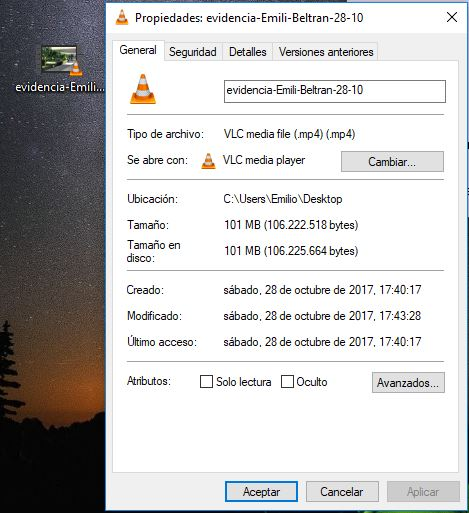 evidencia-Emili...
Propiedades: evidencia-Emili-Beltran-28-10
General Seguridad Detalles Versiones anteriores
evidencia-Emili-Beltran-28-10
Tipo de archivo: VLC media file (.mp4) (.mp4)
Se abre con: VLC media player Cambiar...
Ubicación: C:\Users\Emilio\Desktop
Tamaño: 101 MB (106.222.518 bytes)
Tamaño en
disco: 101 MB (106.225.664 bytes)
Creado: sábado, 28 de octubre de 2017, 17:40:17
Modificado: sábado, 28 de octubre de 2017, 17:43:28
Último acceso: sábado, 28 de octubre de 2017, 17:40:17
Atributos: Solo lectura Oculto Avanzados...
Aceptar Cancelar Aplicar